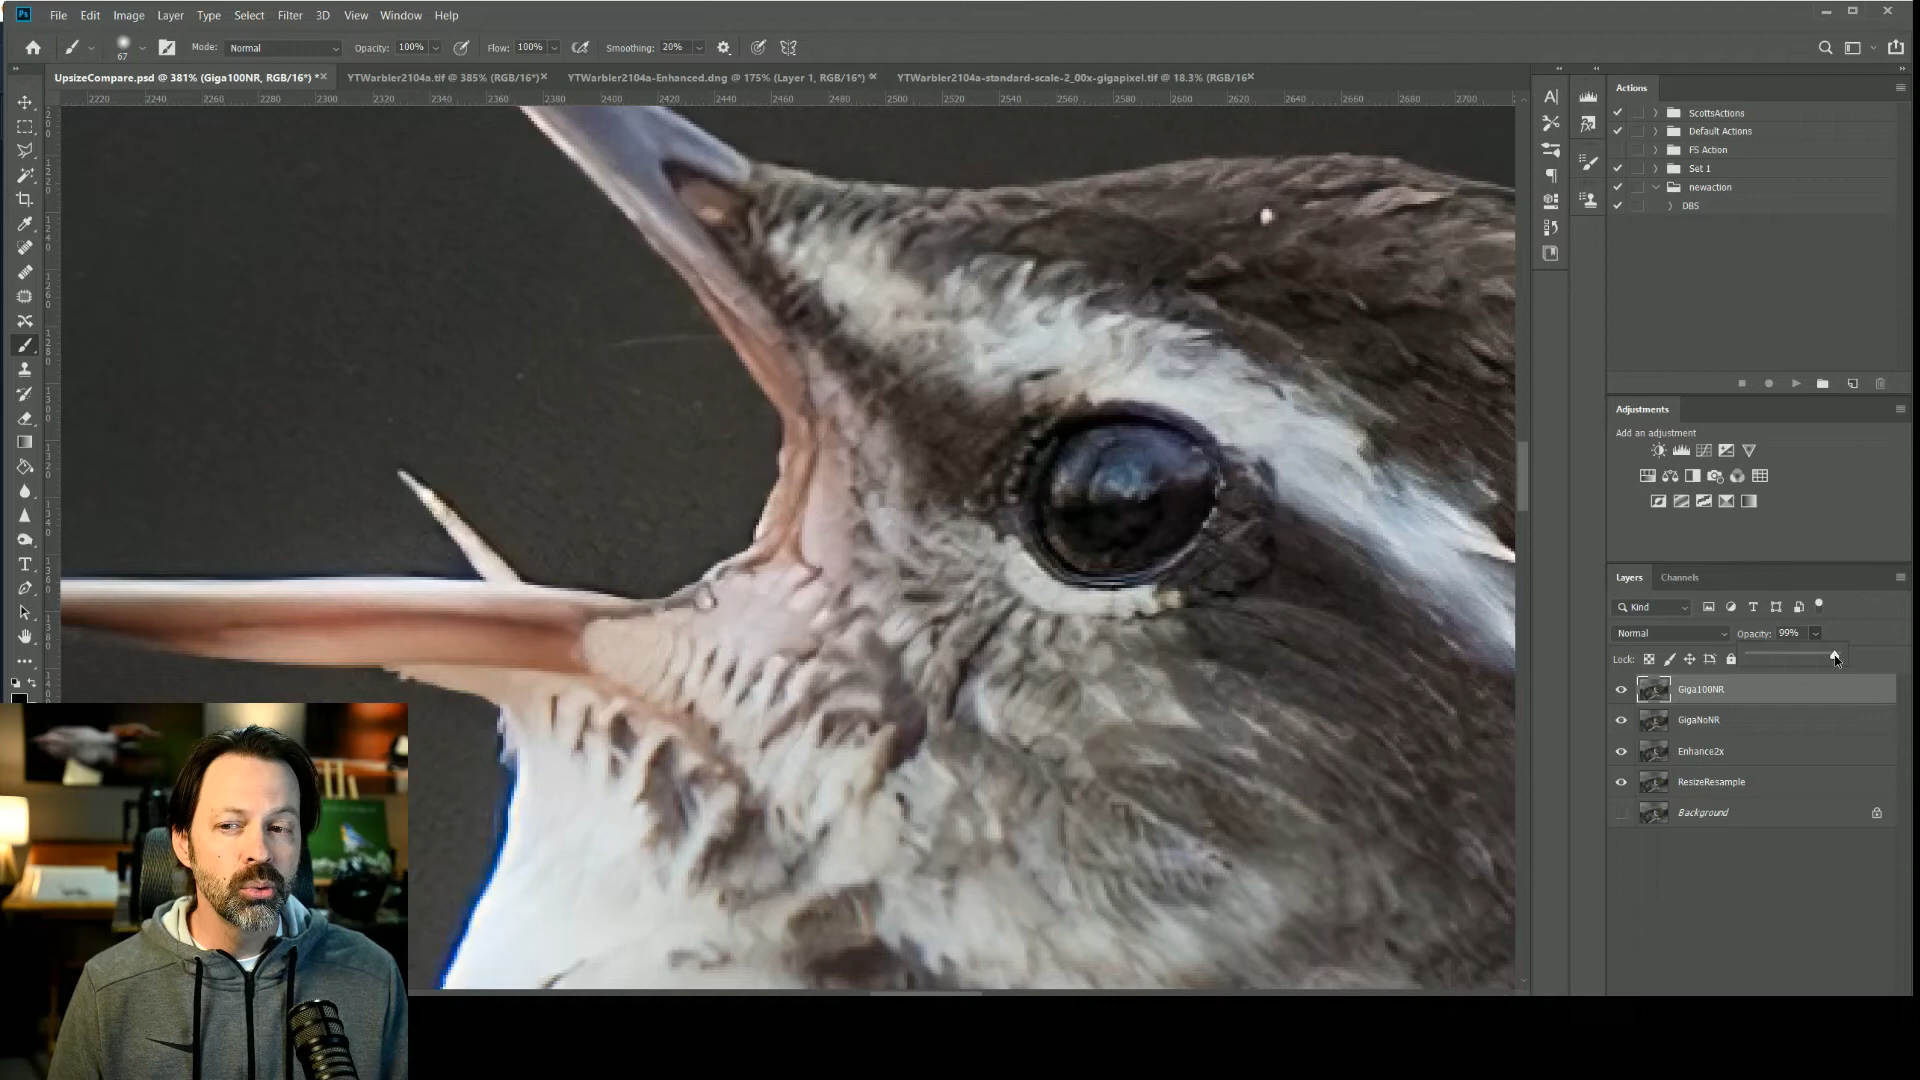 Ps File Edit Image Layer Type Select Filter 3D View Window Help
67 Mode: Normal Opacity: 100% Flow: 100% Smoothing: 20%
UpsizeCompare.psd @ 381% (Giga100NR, RGB/16*) * YTWarbler2104a.tif @ 385% (RGB/16*) YTWarbler2104a-Enhanced.dng @ 175% (Layer 1, RGB/16*) * YTWarbler2104a-standard-scale-2_00x-gigapixel.tif @ 18.3% (RGB/16*
2220 2240 2260 2280 2300 2320 2340 2360 2380 2400 2420 2440 2460 2480 2500 2520 2540 2560 2580 2600 2620 2640 2660 2680 2700
Actions
ScottsActions
Default Actions
FS Action
Set 1
newaction
DBS
Adjustments
Add an adjustment
Layers Channels
Kind
Normal Opacity: 99%
Lock:
Giga100NR
GigaNoNR
Enhance2x
ResizeResample
Background